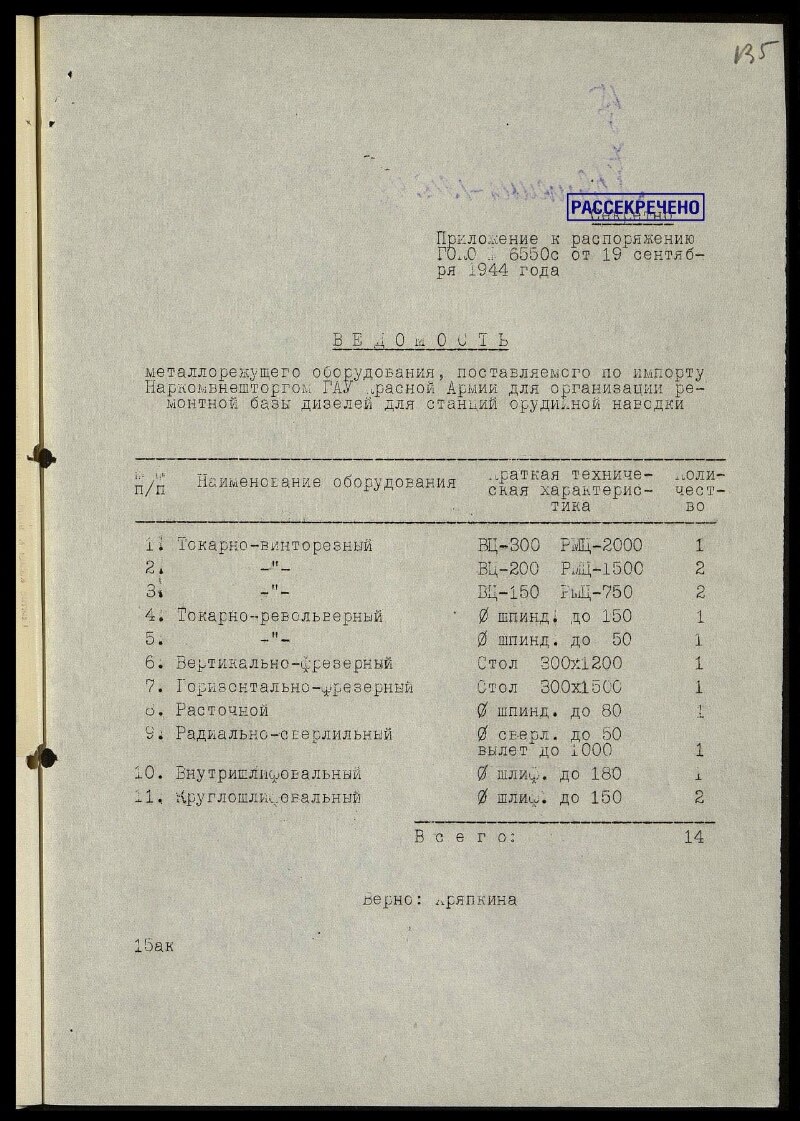 135
РАССЕКРЕЧЕНО
Секретно
Приложение к распоряжению
ГОКО № 6550с от 19 сентяб-
ря 1944 года
В Е Д О М О С Т Ь
металлорежущего оборудования, поставляемого по импорту
Наркомвнешторгом ГАУ Красной Армии для организации ре-
монтной базы дизелей для станций орудийной наводки
№№ Наименование оборудования Краткая техниче- Коли-
п/п ская характерис- чест-
тика во
1. Токарно-винторезный ВЦ-300 РМЦ-2000 1
2. -"- ВЦ-200 РМЦ-1500 2
3. -"- ВЦ-150 РМЦ-750 2
4. Токарно-револьверный Ø шпинд. до 150 1
5. -"- Ø шпинд. до 50 1
6. Вертикально-фрезерный Стол 300х1200 1
7. Горизонтально-фрезерный Стол 300х1500 1
8. Расточной Ø шпинд. до 80 1
9. Радиально-сверлильный Ø сверл. до 50
вылет до 1000 1
10. Внутришлифовальный Ø шлиф. до 180 1
11. Круглошлифовальный Ø шлиф. до 150 2
В с е г о: 14
Верно: Кряпкина
15ак